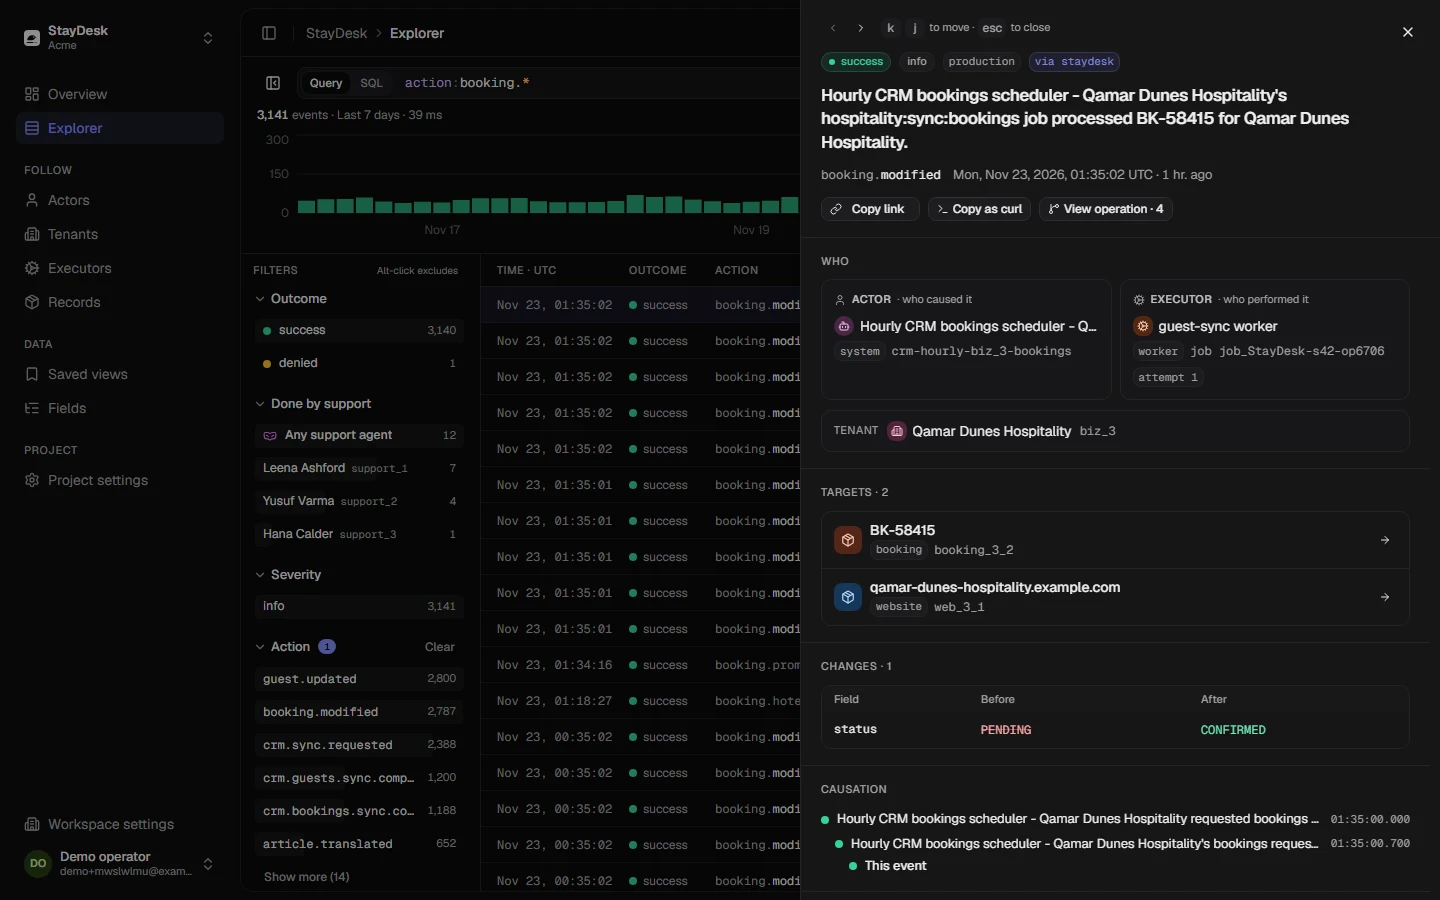 StayDesk
Acme
Overview
Explorer
FOLLOW
Actors
Tenants
Executors
Records
DATA
Saved views
Fields
PROJECT
Project settings
Workspace settings
DO
Demo operator
demo+mwslwlmu@exam...
StayDesk > Explorer
Query SQL action:booking.*
3,141 events · Last 7 days · 39 ms
300
150
0
Nov 17 Nov 19
FILTERS Alt-click excludes
Outcome
success 3,140
denied 1
Done by support
Any support agent 12
Leena Ashford support_1 7
Yusuf Varma support_2 4
Hana Calder support_3 1
Severity
info 3,141
Action 1 Clear
guest.updated 2,800
booking.modified 2,787
crm.sync.requested 2,388
crm.guests.sync.comp… 1,200
crm.bookings.sync.co… 1,188
article.translated 652
Show more (14)
TIME · UTC OUTCOME ACTION
Nov 23, 01:35:02 success booking.modi
Nov 23, 01:35:02 success booking.modi
Nov 23, 01:35:02 success booking.modi
Nov 23, 01:35:02 success booking.modi
Nov 23, 01:35:02 success booking.modi
Nov 23, 01:35:01 success booking.modi
Nov 23, 01:35:01 success booking.modi
Nov 23, 01:35:01 success booking.modi
Nov 23, 01:35:01 success booking.modi
Nov 23, 01:35:01 success booking.modi
Nov 23, 01:34:16 success booking.prom
Nov 23, 01:18:27 success booking.hote
Nov 23, 00:35:02 success booking.modi
Nov 23, 00:35:02 success booking.modi
Nov 23, 00:35:02 success booking.modi
Nov 23, 00:35:02 success booking.modi
Nov 23, 00:35:02 success booking.modi
k j to move · esc to close
success info production via staydesk
Hourly CRM bookings scheduler - Qamar Dunes Hospitality's
hospitality:sync:bookings job processed BK-58415 for Qamar Dunes
Hospitality.
booking.modified Mon, Nov 23, 2026, 01:35:02 UTC · 1 hr. ago
Copy link Copy as curl View operation · 4
WHO
ACTOR · who caused it
Hourly CRM bookings scheduler - Q...
system crm-hourly-biz_3-bookings
EXECUTOR · who performed it
guest-sync worker
worker job job_StayDesk-s42-op6706
attempt 1
TENANT Qamar Dunes Hospitality biz_3
TARGETS · 2
BK-58415
booking booking_3_2
qamar-dunes-hospitality.example.com
website web_3_1
CHANGES · 1
Field Before After
status PENDING CONFIRMED
CAUSATION
Hourly CRM bookings scheduler - Qamar Dunes Hospitality requested bookings ... 01:35:00.000
Hourly CRM bookings scheduler - Qamar Dunes Hospitality's bookings reques... 01:35:00.700
This event